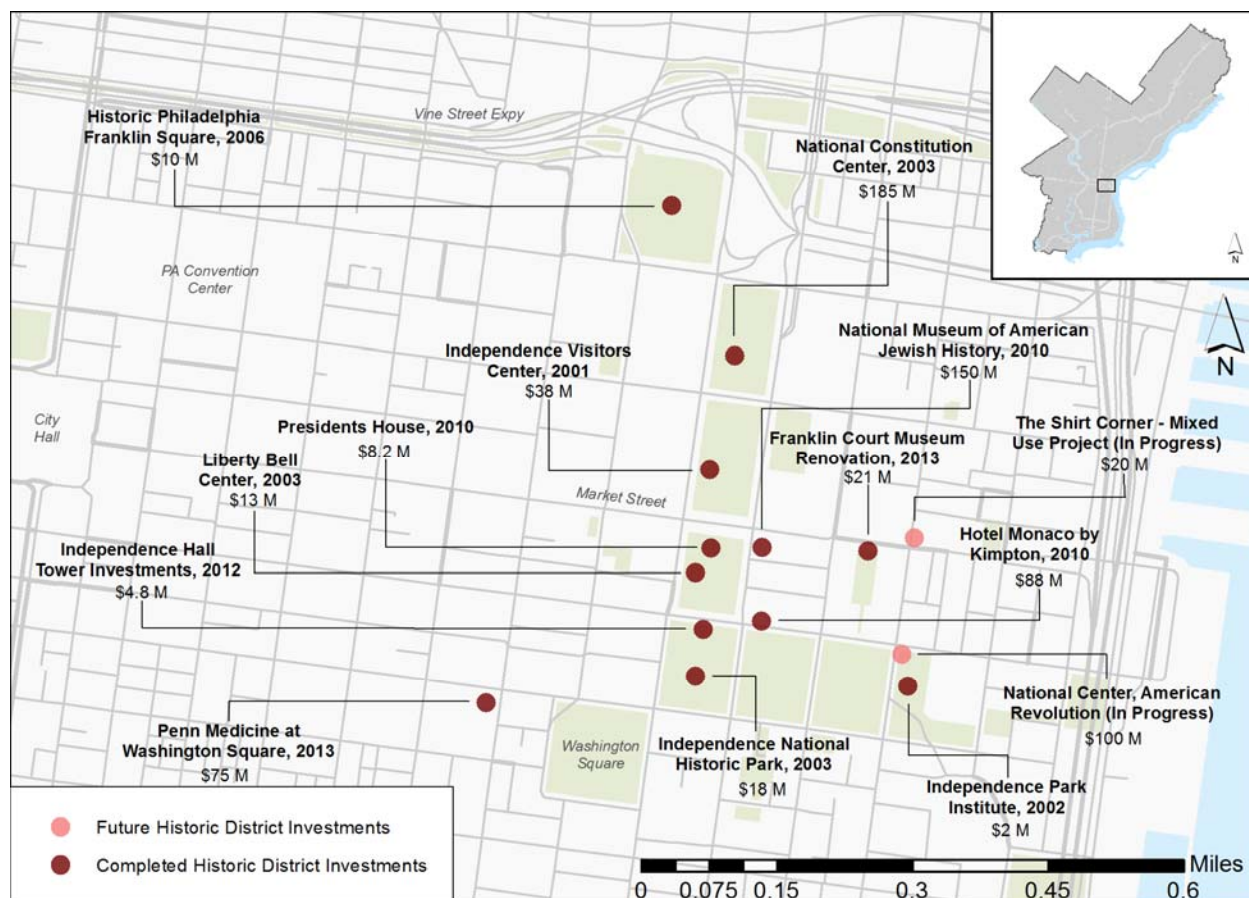 Historic Philadelphia
Franklin Square, 2006
$10 M
Vine Street Expy
National Constitution
Center, 2003
$185 M
N
PA Convention
Center
N
Independence Visitors
Center, 2001
$38 M
National Museum of American
Jewish History, 2010
$150 M
City
Hall
Presidents House, 2010
$8.2 M
Franklin Court Museum
Renovation, 2013
$21 M
The Shirt Corner - Mixed
Use Project (In Progress)
$20 M
Liberty Bell
Center, 2003
$13 M
Market Street
Independence Hall
Tower Investments, 2012
$4.8 M
Hotel Monaco by
Kimpton, 2010
$88 M
Penn Medicine at
Washington Square, 2013
$75 M
Washington
Square
Independence National
Historic Park, 2003
$18 M
National Center, American
Revolution (In Progress)
$100 M
Independence Park
Institute, 2002
$2 M
Future Historic District Investments
Completed Historic District Investments
Miles
0 0.075 0.15 0.3 0.45 0.6